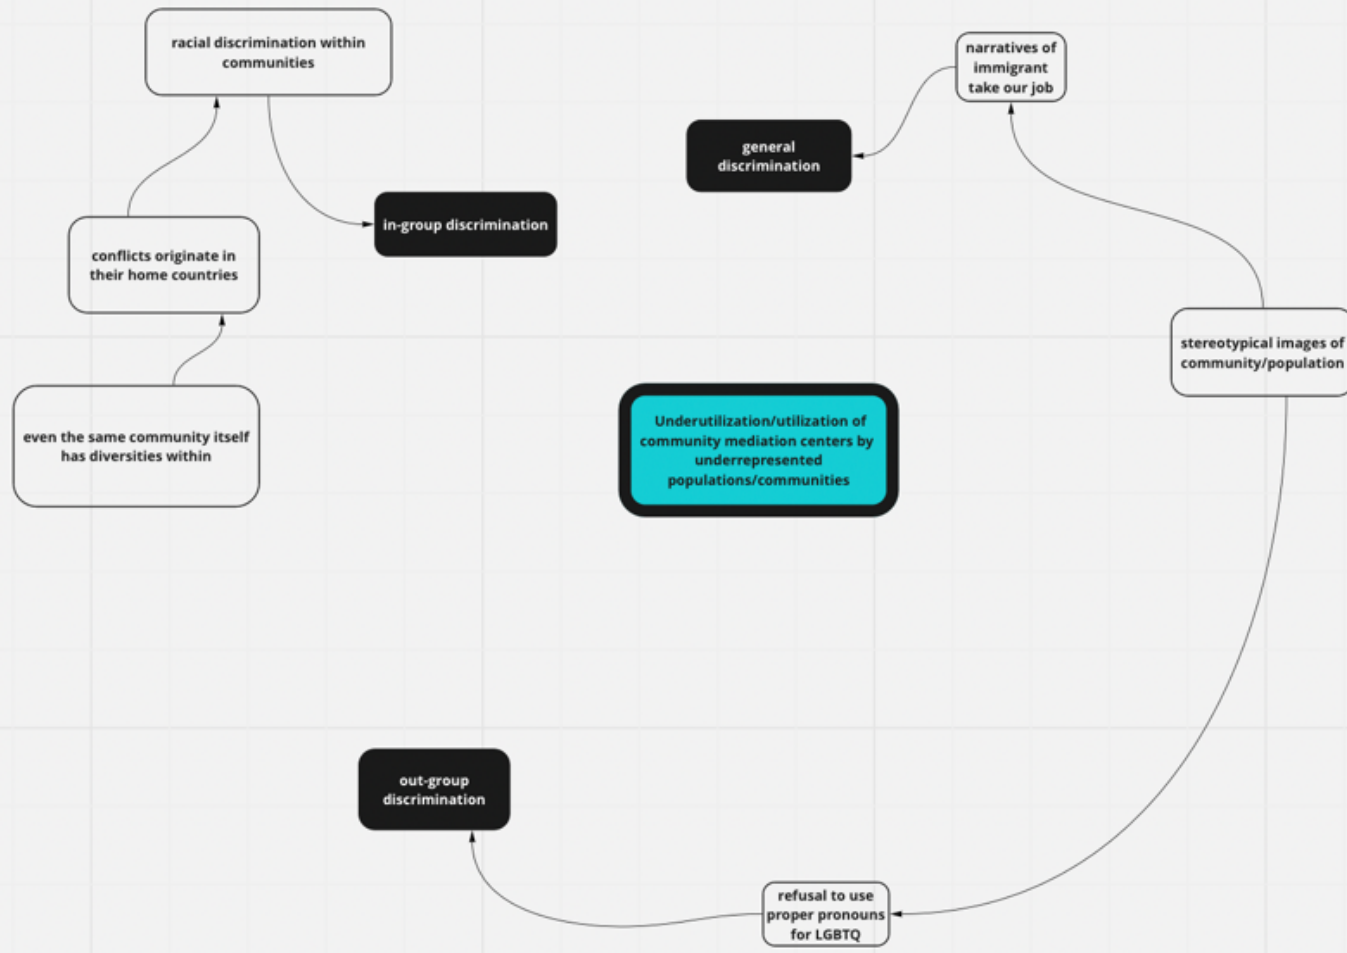 racial discrimination within
communities
narratives of
immigrant
take our job
general
discrimination
in-group discrimination
conflicts originate in
their home countries
stereotypical images of
community/population
even the same community itself
has diversities within
Underutilization/utilization of
community mediation centers by
underrepresented
populations/communities
out-group
discrimination
refusal to use
proper pronouns
for LGBTQ